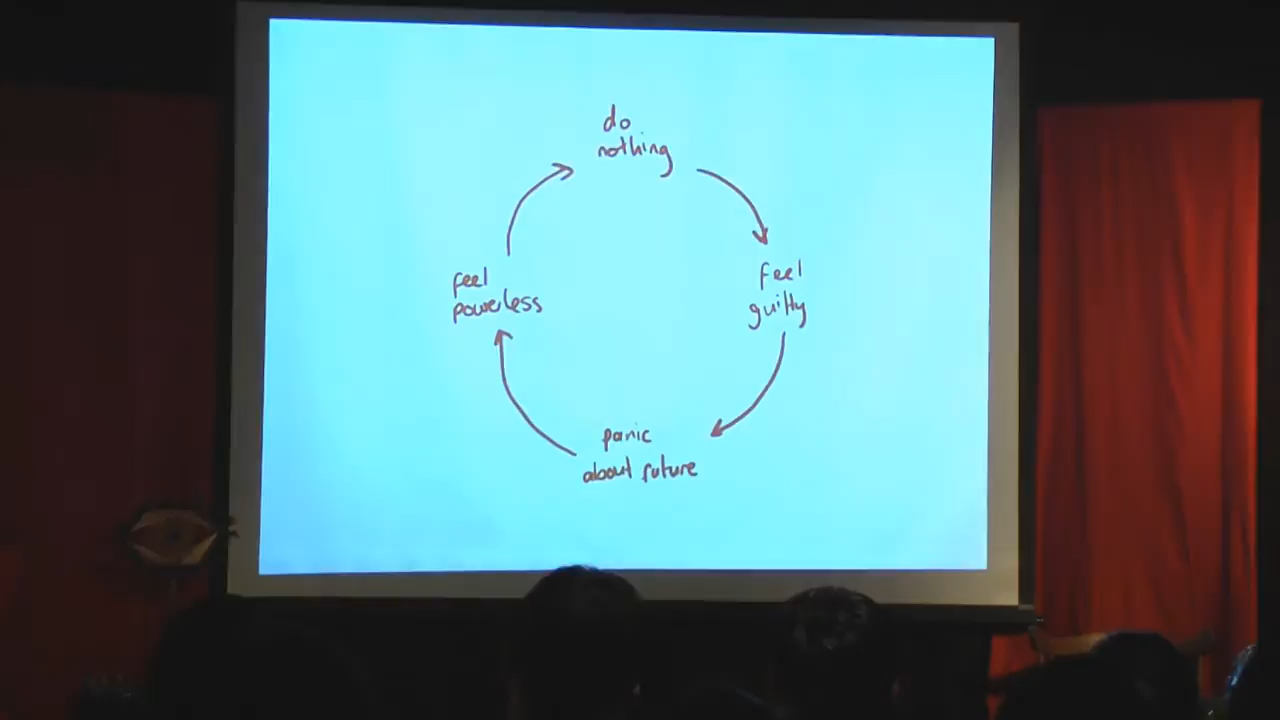 do
nothing
feel
guilty
panic
about future
feel
powerless